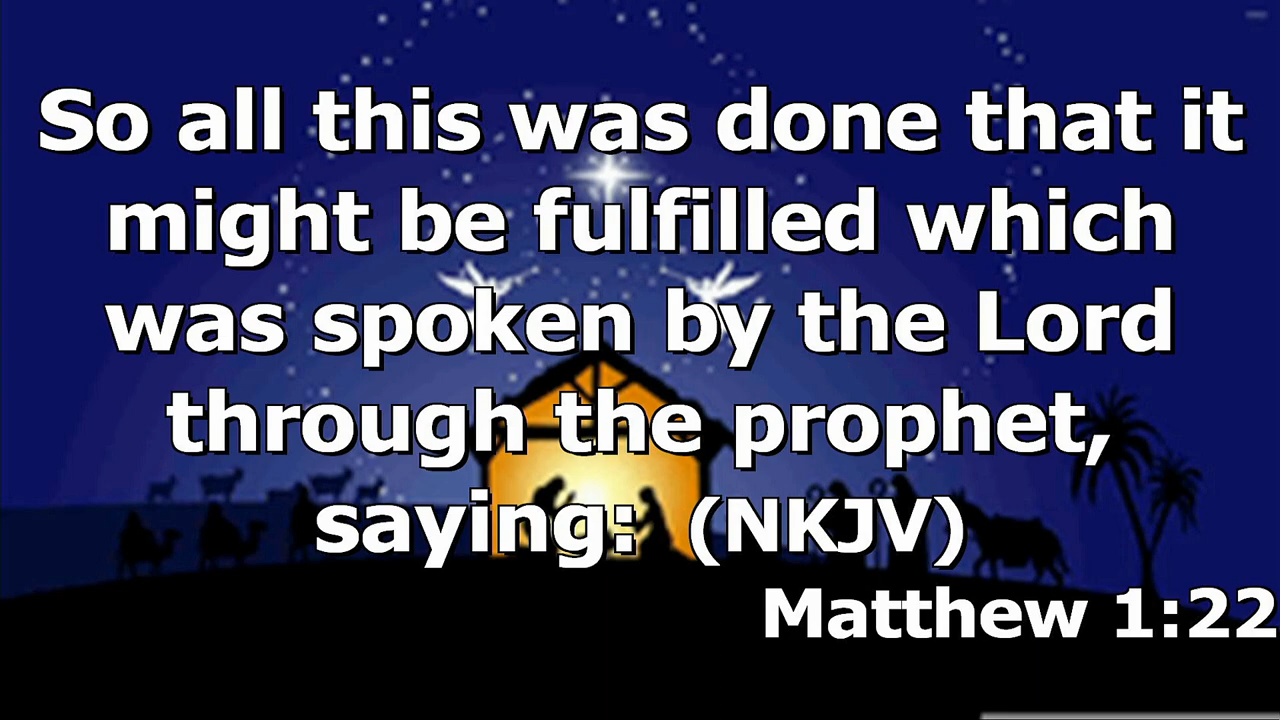 So all this was done that it
might be fulfilled which
was spoken by the Lord
through the prophet,
saying: (NKJV)
Matthew 1:22